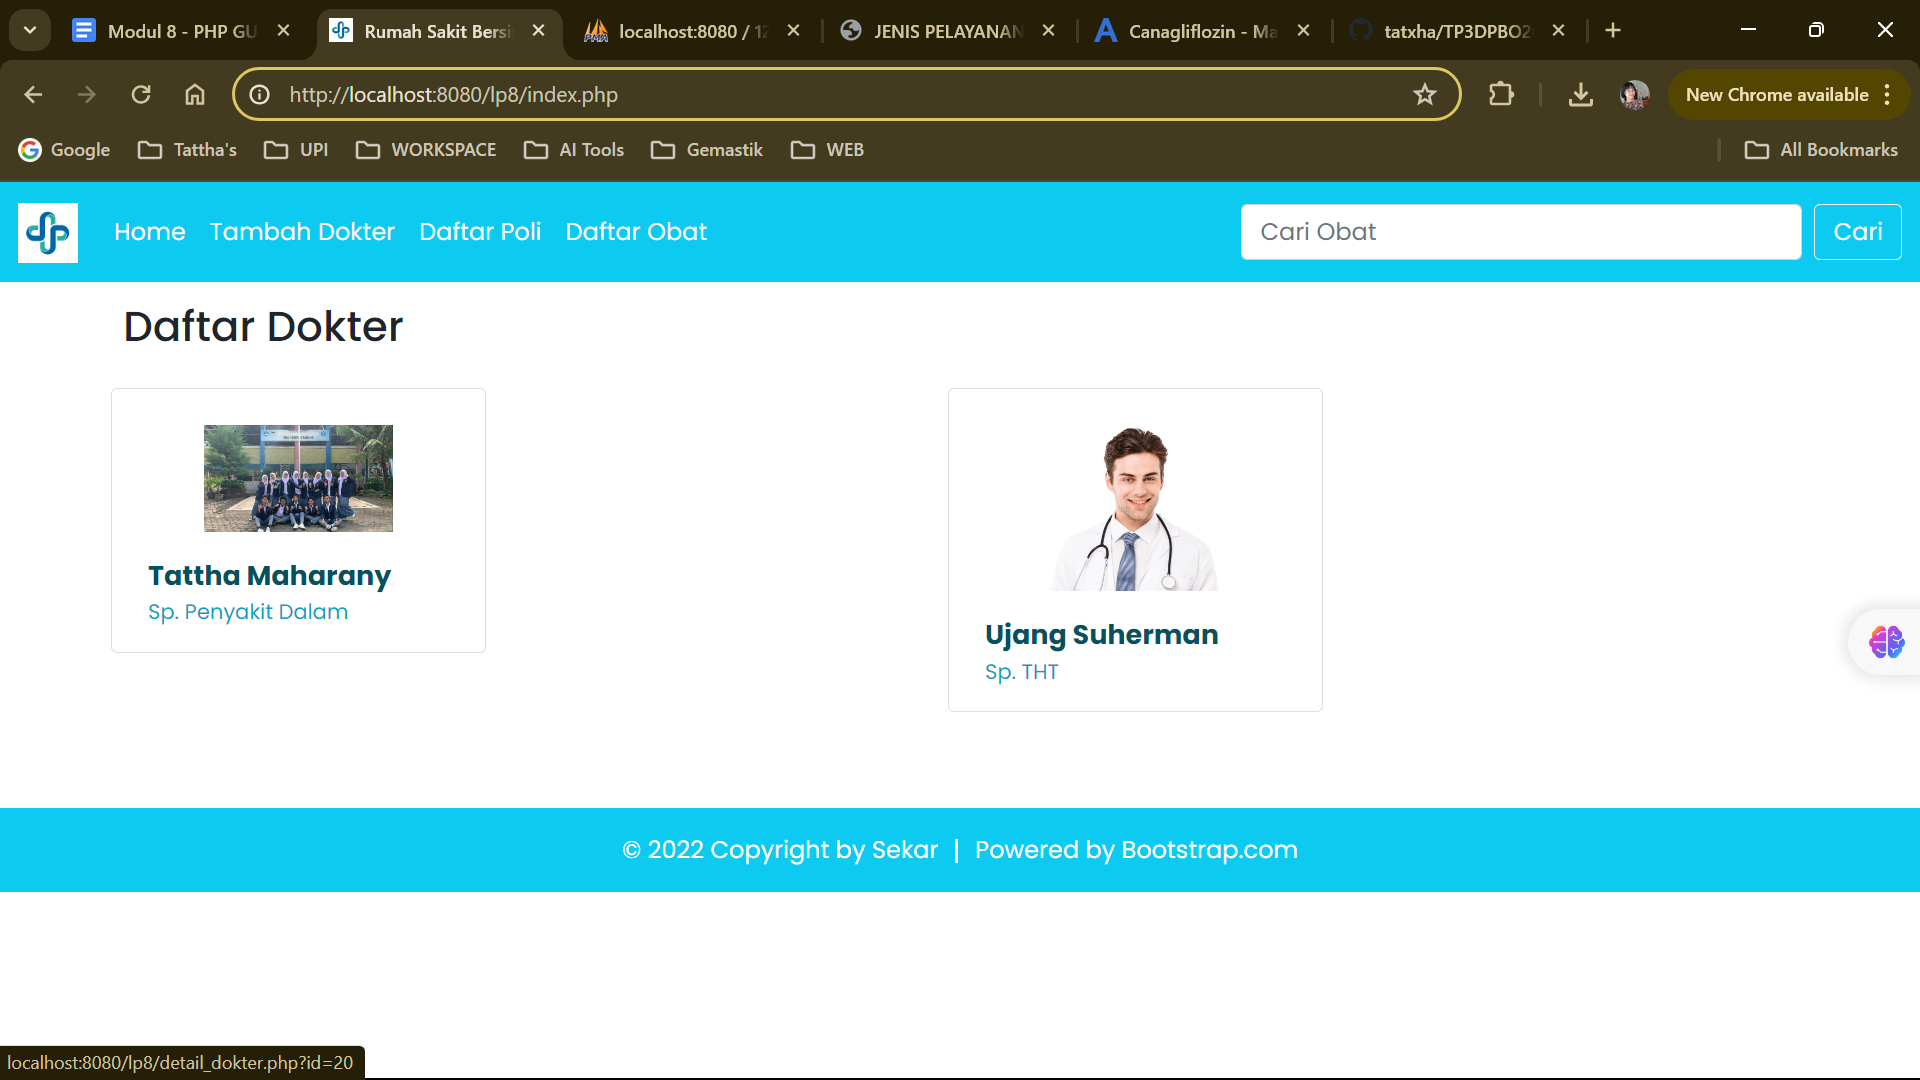 Modul 8 - PHP GU
Rumah Sakit Bersi
localhost:8080 / 12
JENIS PELAYANAN
Canagliflozin - Ma
tatxha/TP3DPBO2
http://localhost:8080/lp8/index.php
New Chrome available
Google
Tattha's
UPI
WORKSPACE
AI Tools
Gemastik
WEB
All Bookmarks
Home
Tambah Dokter
Daftar Poli
Daftar Obat
Cari Obat
Cari
Daftar Dokter
Tattha Maharany
Sp. Penyakit Dalam
Ujang Suherman
Sp. THT
© 2022 Copyright by Sekar | Powered by Bootstrap.com
localhost:8080/lp8/detail_dokter.php?id=20